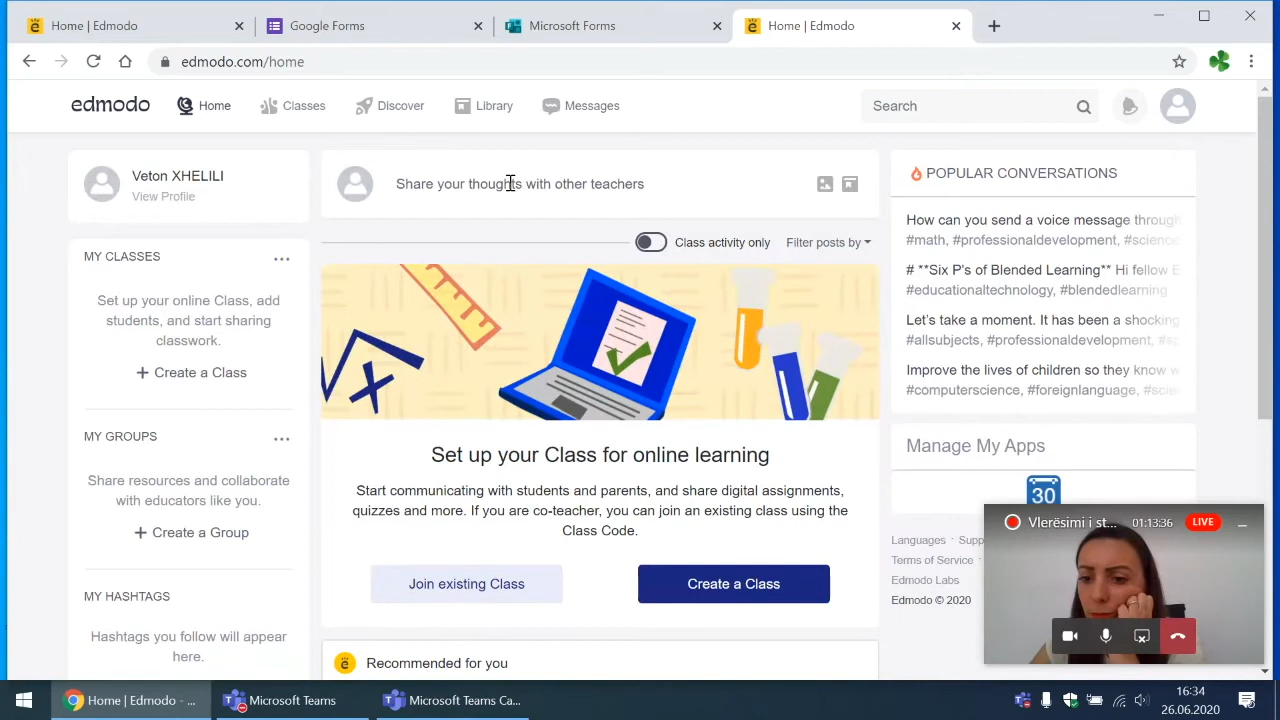 Home | Edmodo
Google Forms
Microsoft Forms
Home | Edmodo
edmodo.com/home
edmodo
Home
Classes
Discover
Library
Messages
Search
Veton XHELILI
View Profile
MY CLASSES
Set up your online Class, add
students, and start sharing
classwork.
+ Create a Class
MY GROUPS
Share resources and collaborate
with educators like you.
+ Create a Group
MY HASHTAGS
Hashtags you follow will appear
here.
Share your thoughts with other teachers
Class activity only
Filter posts by
Set up your Class for online learning
Start communicating with students and parents, and share digital assignments,
quizzes and more. If you are co-teacher, you can join an existing class using the
Class Code.
Join existing Class
Create a Class
Recommended for you
POPULAR CONVERSATIONS
How can you send a voice message through
#math, #professionaldevelopment, #science
# **Six P's of Blended Learning** Hi fellow E
#educationaltechnology, #blendedlearning
Let's take a moment. It has been a shocking
#allsubjects, #professionaldevelopment, #s
Improve the lives of children so they know w
#computerscience, #foreignlanguage, #scie
Manage My Apps
30
Languages · Supp
Terms of Service ·
Edmodo Labs
Edmodo © 2020
Vlerësimi i st...
01:13:36
LIVE
Home | Edmodo - ...
Microsoft Teams
Microsoft Teams Ca...
16:34
26.06.2020